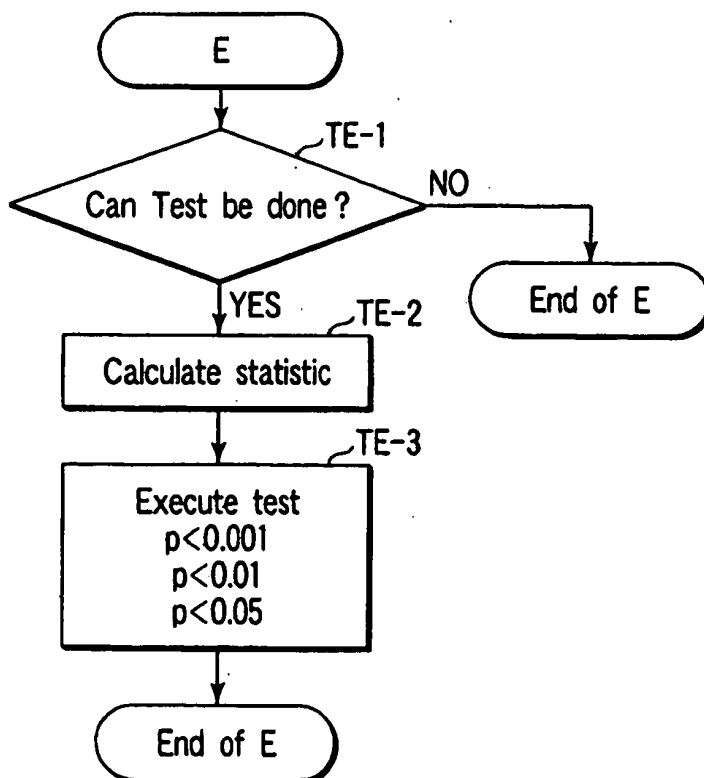 E
TE-1
Can Test be done?
NO
End of E
YES
TE-2
Calculate statistic
TE-3
Execute test
p<0.001
p<0.01
p<0.05
End of E